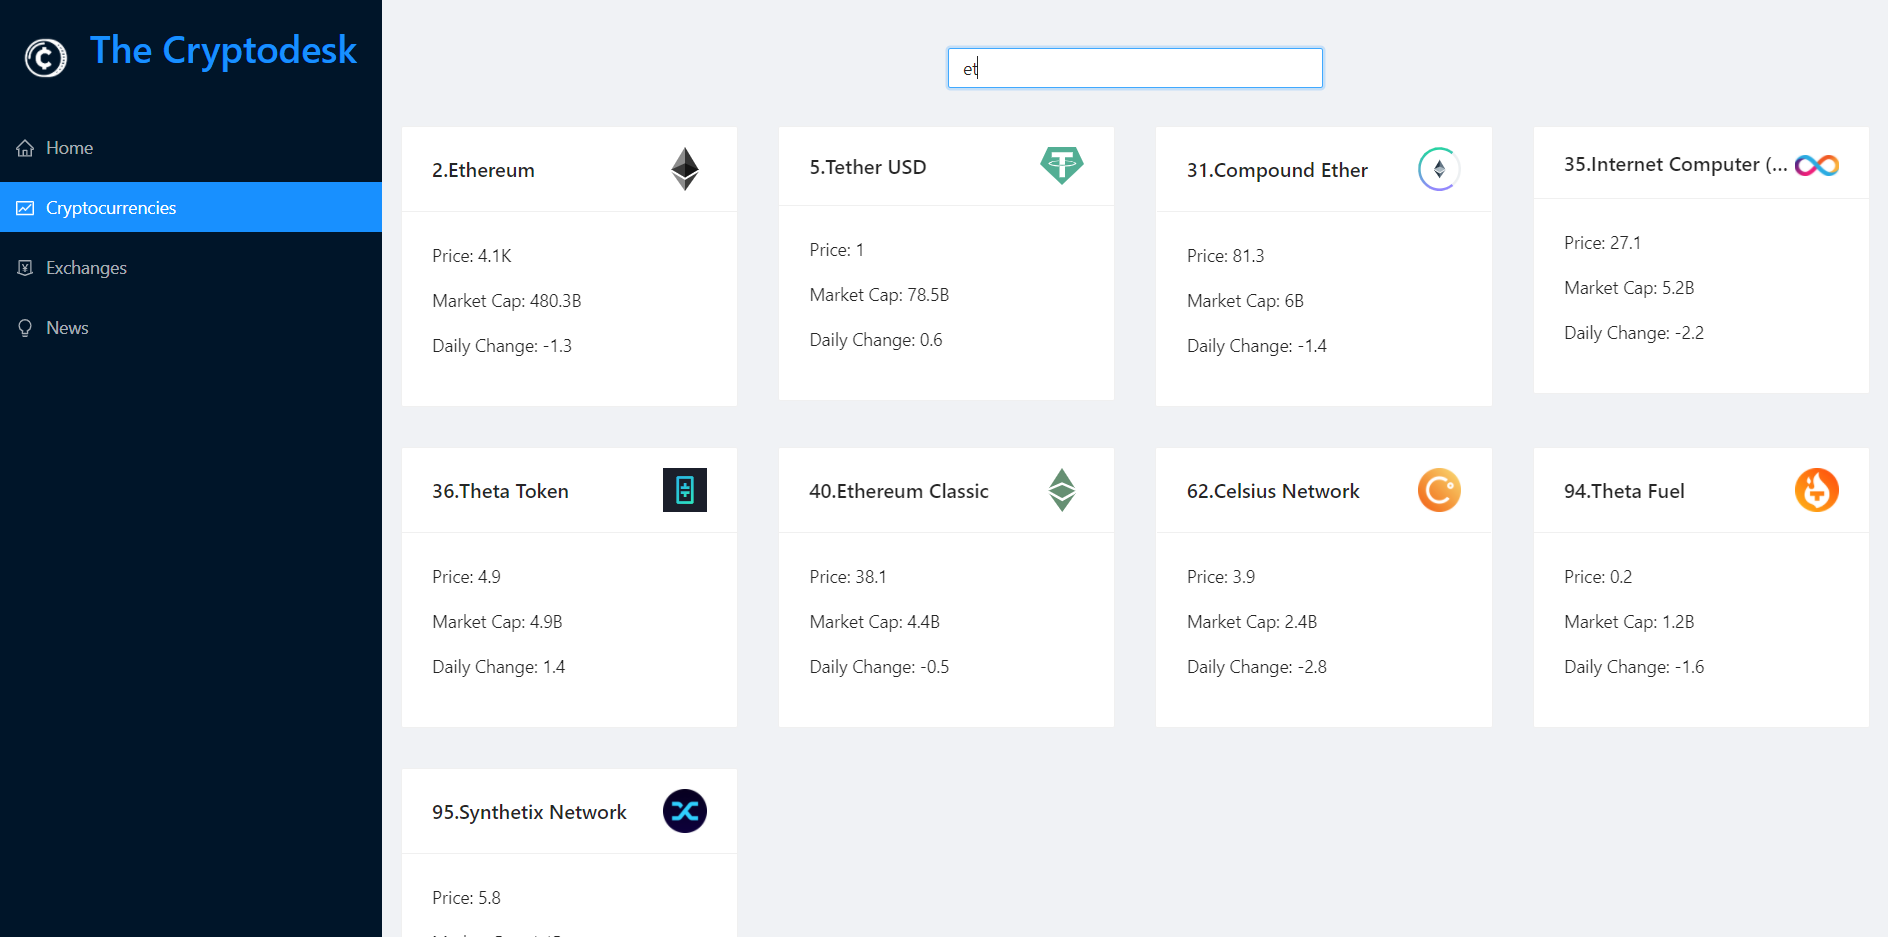 The Cryptodesk
Home
Cryptocurrencies
Exchanges
News
et
2.Ethereum
Price: 4.1K
Market Cap: 480.3B
Daily Change: -1.3
5.Tether USD
Price: 1
Market Cap: 78.5B
Daily Change: 0.6
31.Compound Ether
Price: 81.3
Market Cap: 6B
Daily Change: -1.4
35.Internet Computer (...
Price: 27.1
Market Cap: 5.2B
Daily Change: -2.2
36.Theta Token
Price: 4.9
Market Cap: 4.9B
Daily Change: 1.4
40.Ethereum Classic
Price: 38.1
Market Cap: 4.4B
Daily Change: -0.5
62.Celsius Network
Price: 3.9
Market Cap: 2.4B
Daily Change: -2.8
94.Theta Fuel
Price: 0.2
Market Cap: 1.2B
Daily Change: -1.6
95.Synthetix Network
Price: 5.8